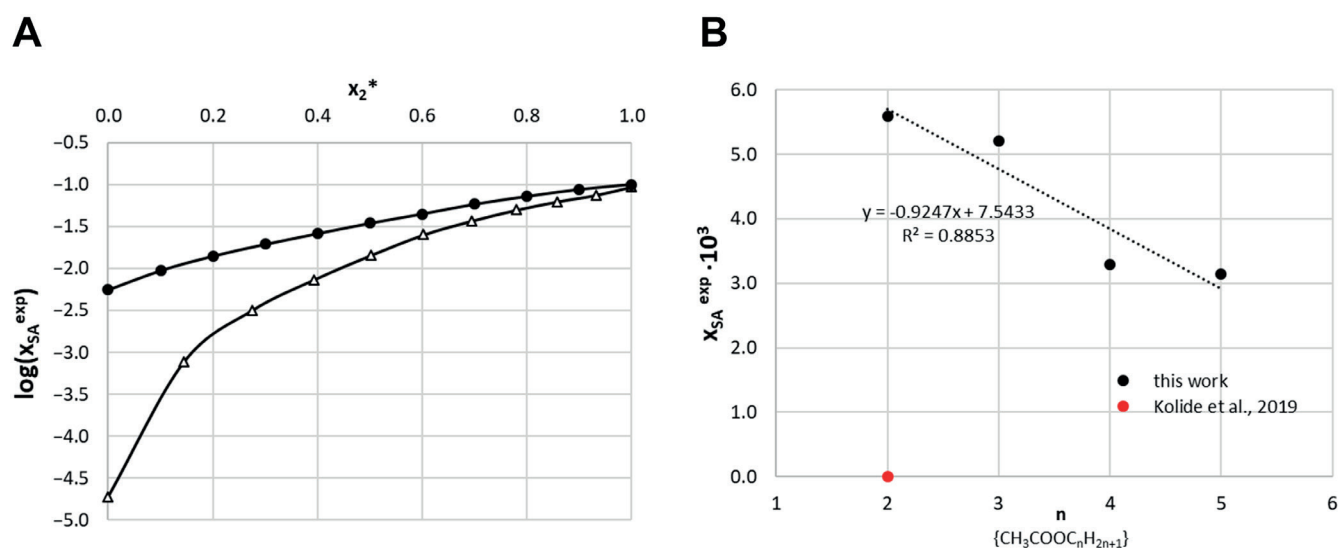 A
x₂*
0.0 0.2 0.4 0.6 0.8 1.0
−0.5
−1.0
−1.5
−2.0
−2.5
−3.0
−3.5
−4.0
−4.5
−5.0
log(xSAᵉˣᵖ)
B
6.0
5.0
4.0
3.0
2.0
1.0
0.0
xSAᵉˣᵖ·10³
y = -0.9247x + 7.5433
R² = 0.8853
this work
Kolide et al., 2019
1 2 3 4 5 6
n
{CH₃COOCₙH₂ₙ₊₁}